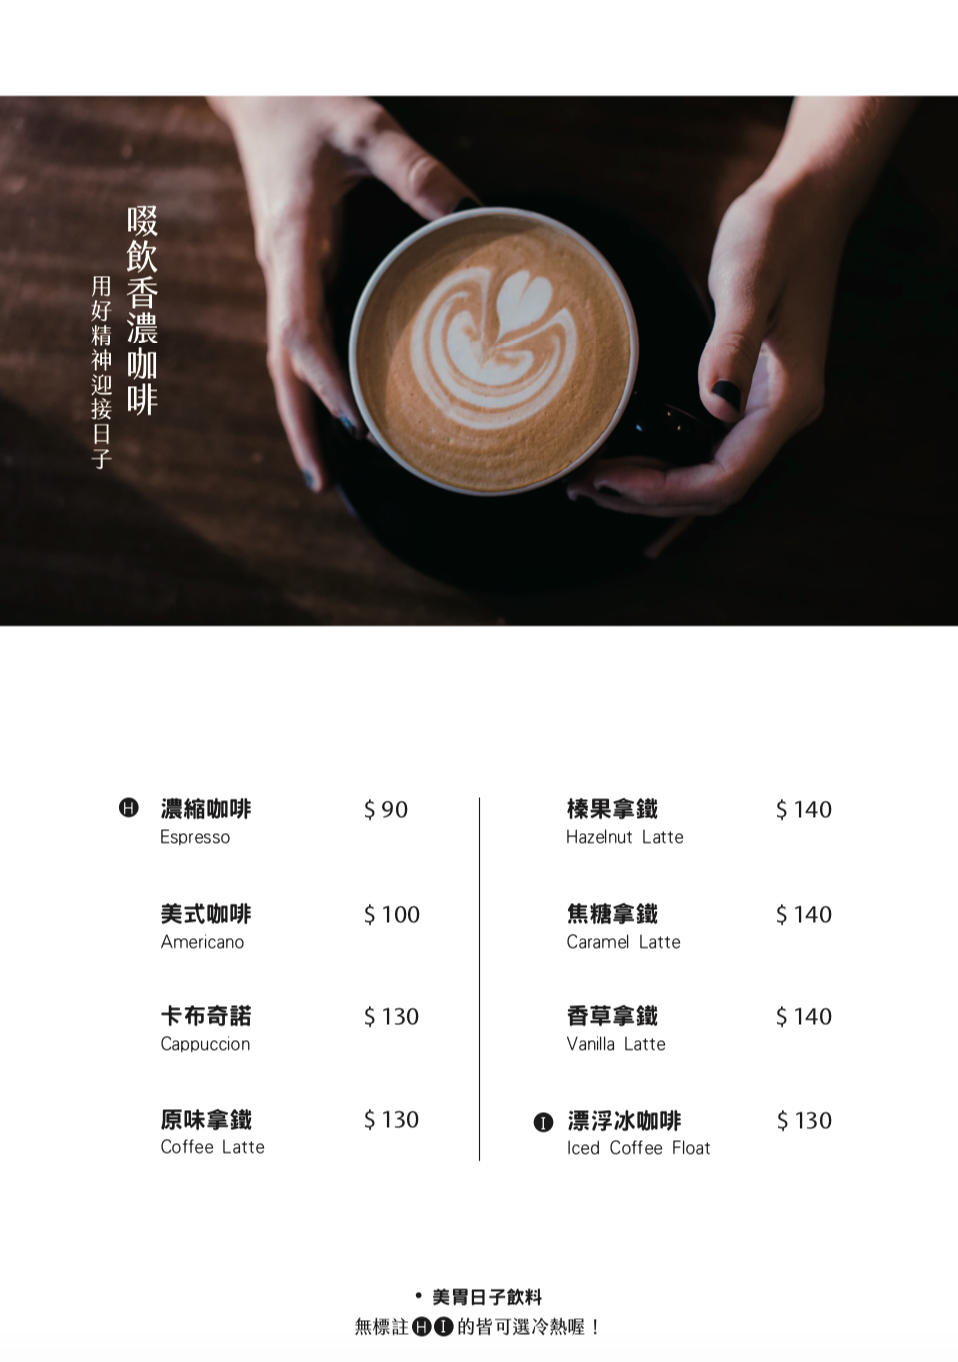 啜飲香濃咖啡
用好精神迎接日子
H 濃縮咖啡 $ 90
Espresso
美式咖啡 $ 100
Americano
卡布奇諾 $ 130
Cappuccion
原味拿鐵 $ 130
Coffee Latte
榛果拿鐵 $ 140
Hazelnut Latte
焦糖拿鐵 $ 140
Caramel Latte
香草拿鐵 $ 140
Vanilla Latte
I 漂浮冰咖啡 $ 130
Iced Coffee Float
• 美胃日子飲料
無標註 H I 的皆可選冷熱喔！